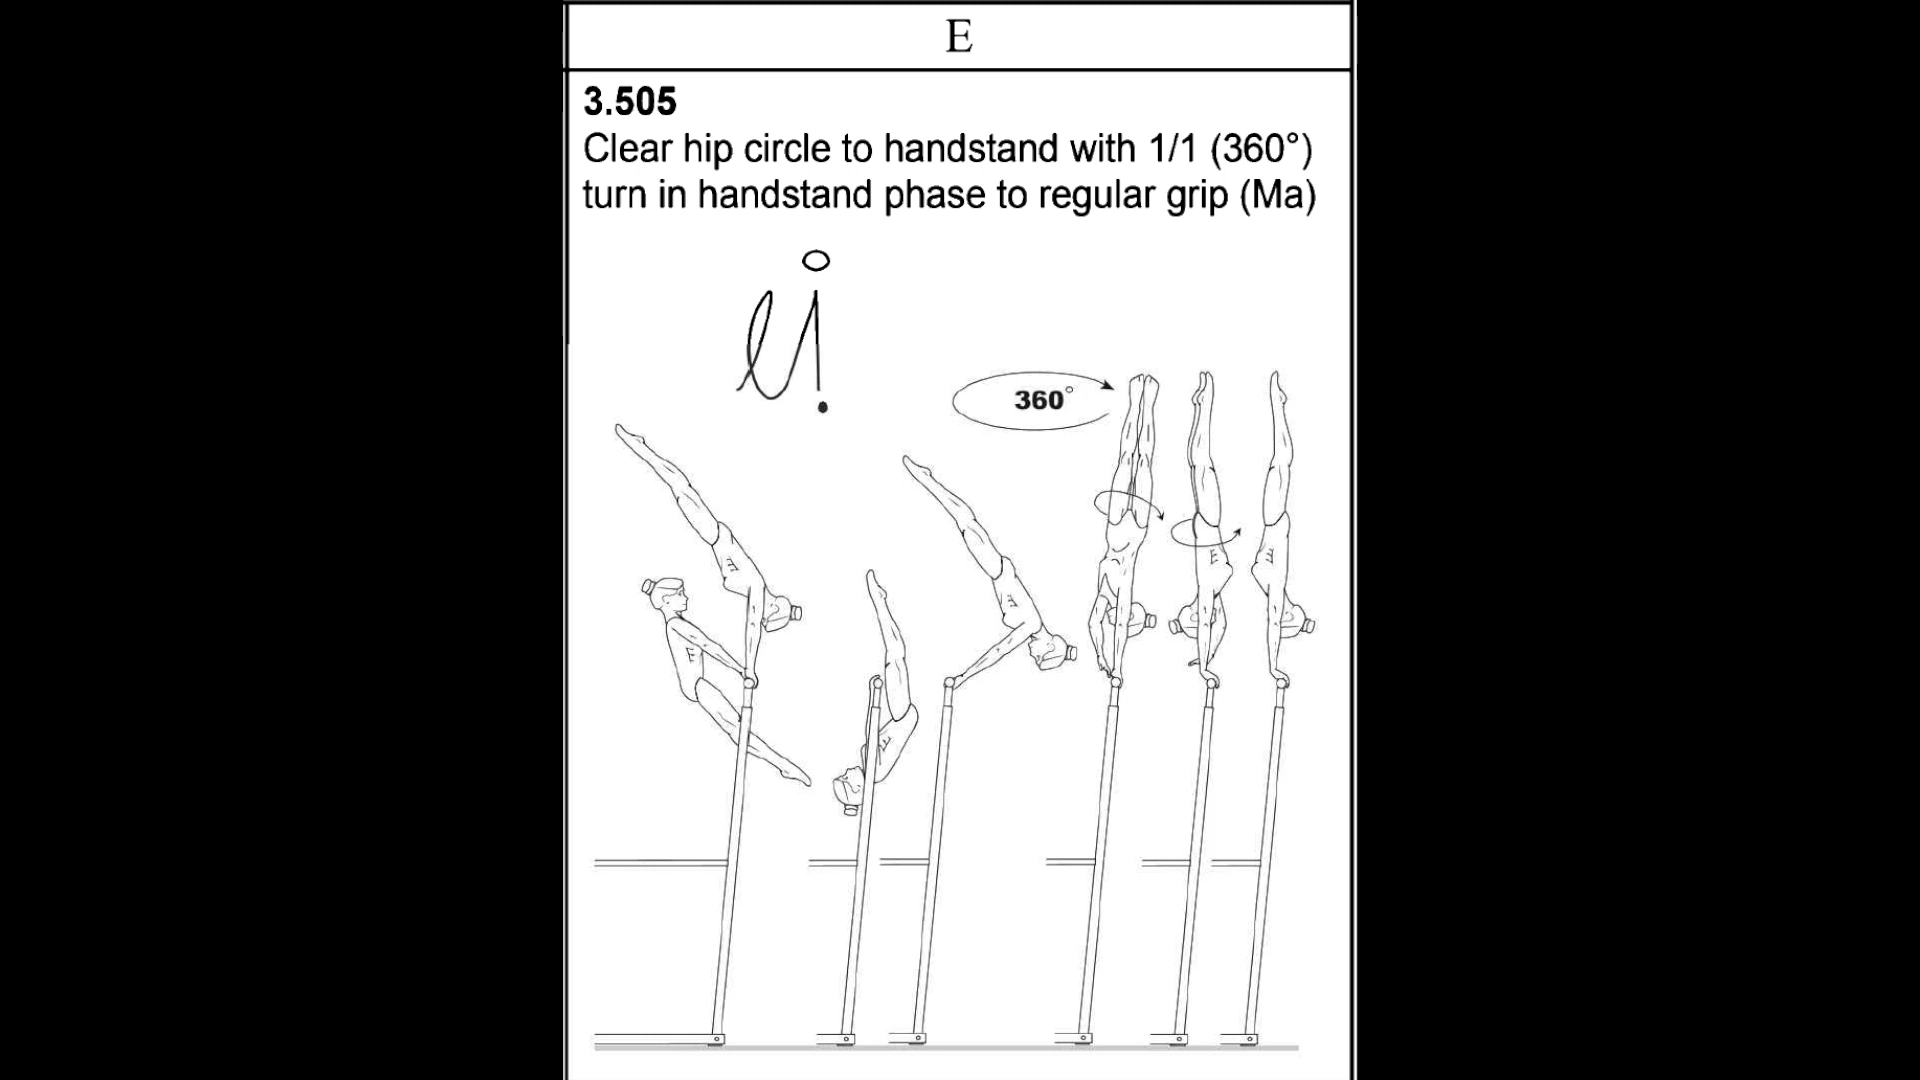 E
3.505
Clear hip circle to handstand with 1/1 (360°)
turn in handstand phase to regular grip (Ma)
360°